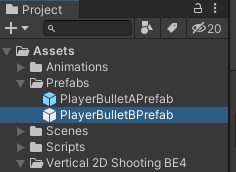 Project
20
Assets
Animations
Prefabs
PlayerBulletAPrefab
PlayerBulletBPrefab
Scenes
Scripts
Vertical 2D Shooting BE4